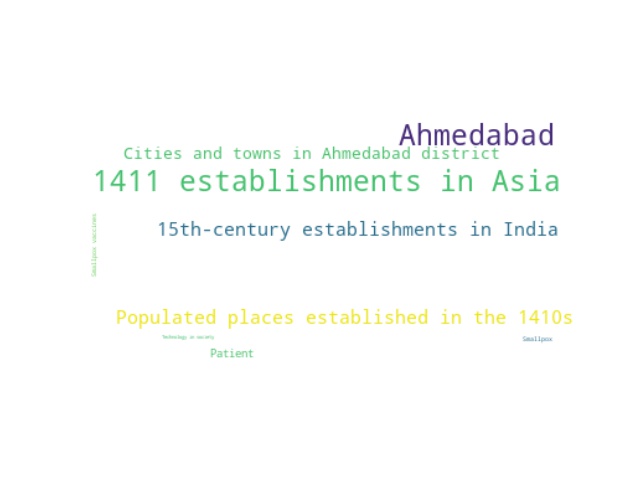 Ahmedabad
Cities and towns in Ahmedabad district
1411 establishments in Asia
Smallpox vaccines
15th-century establishments in India
Populated places established in the 1410s
Technology in society
Smallpox
Patient